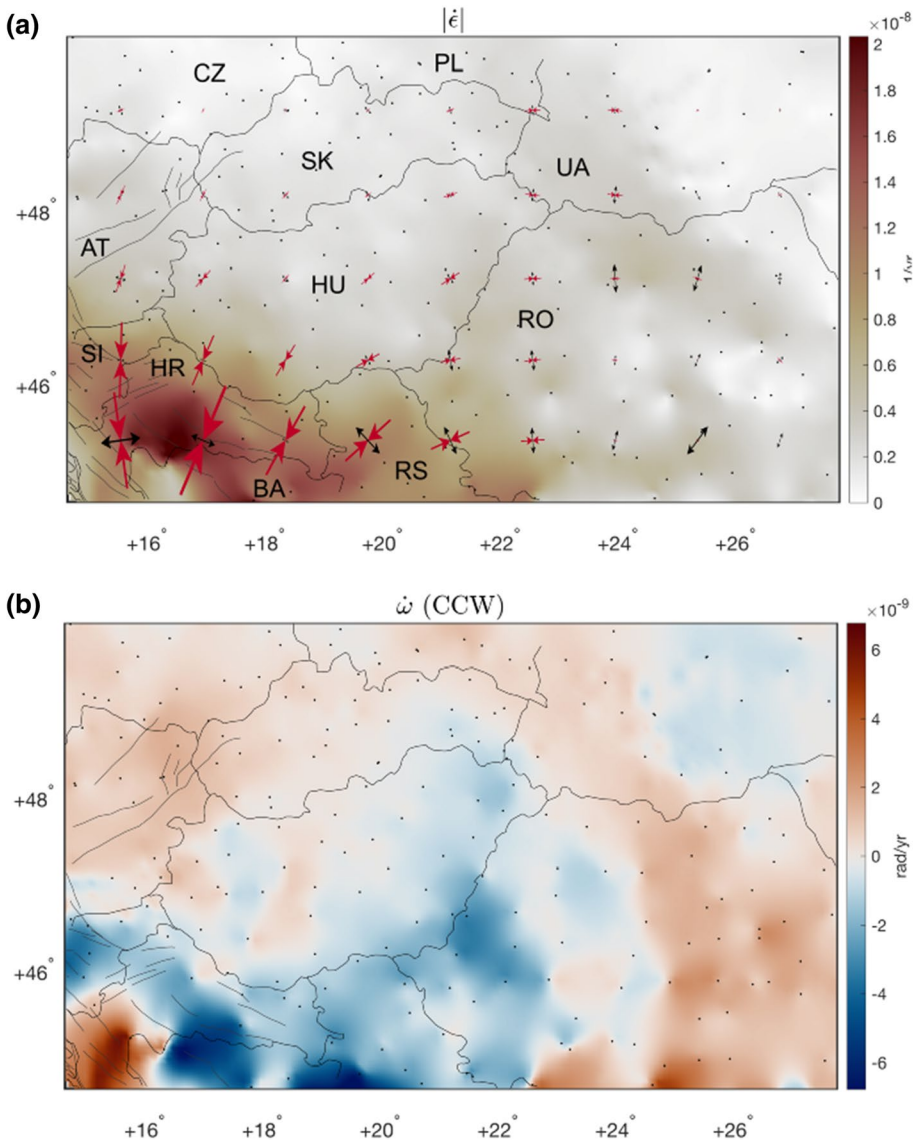 (a)
|ε̇|
×10⁻⁸
CZ
PL
SK
UA
AT
HU
RO
SI
HR
RS
BA
+48°
+46°
+16°
+18°
+20°
+22°
+24°
+26°
2
1.8
1.6
1.4
1.2
1
0.8
0.6
0.4
0.2
0
1/yr
(b)
ω̇ (CCW)
×10⁻⁹
+48°
+46°
+16°
+18°
+20°
+22°
+24°
+26°
6
4
2
0
-2
-4
-6
rad/yr